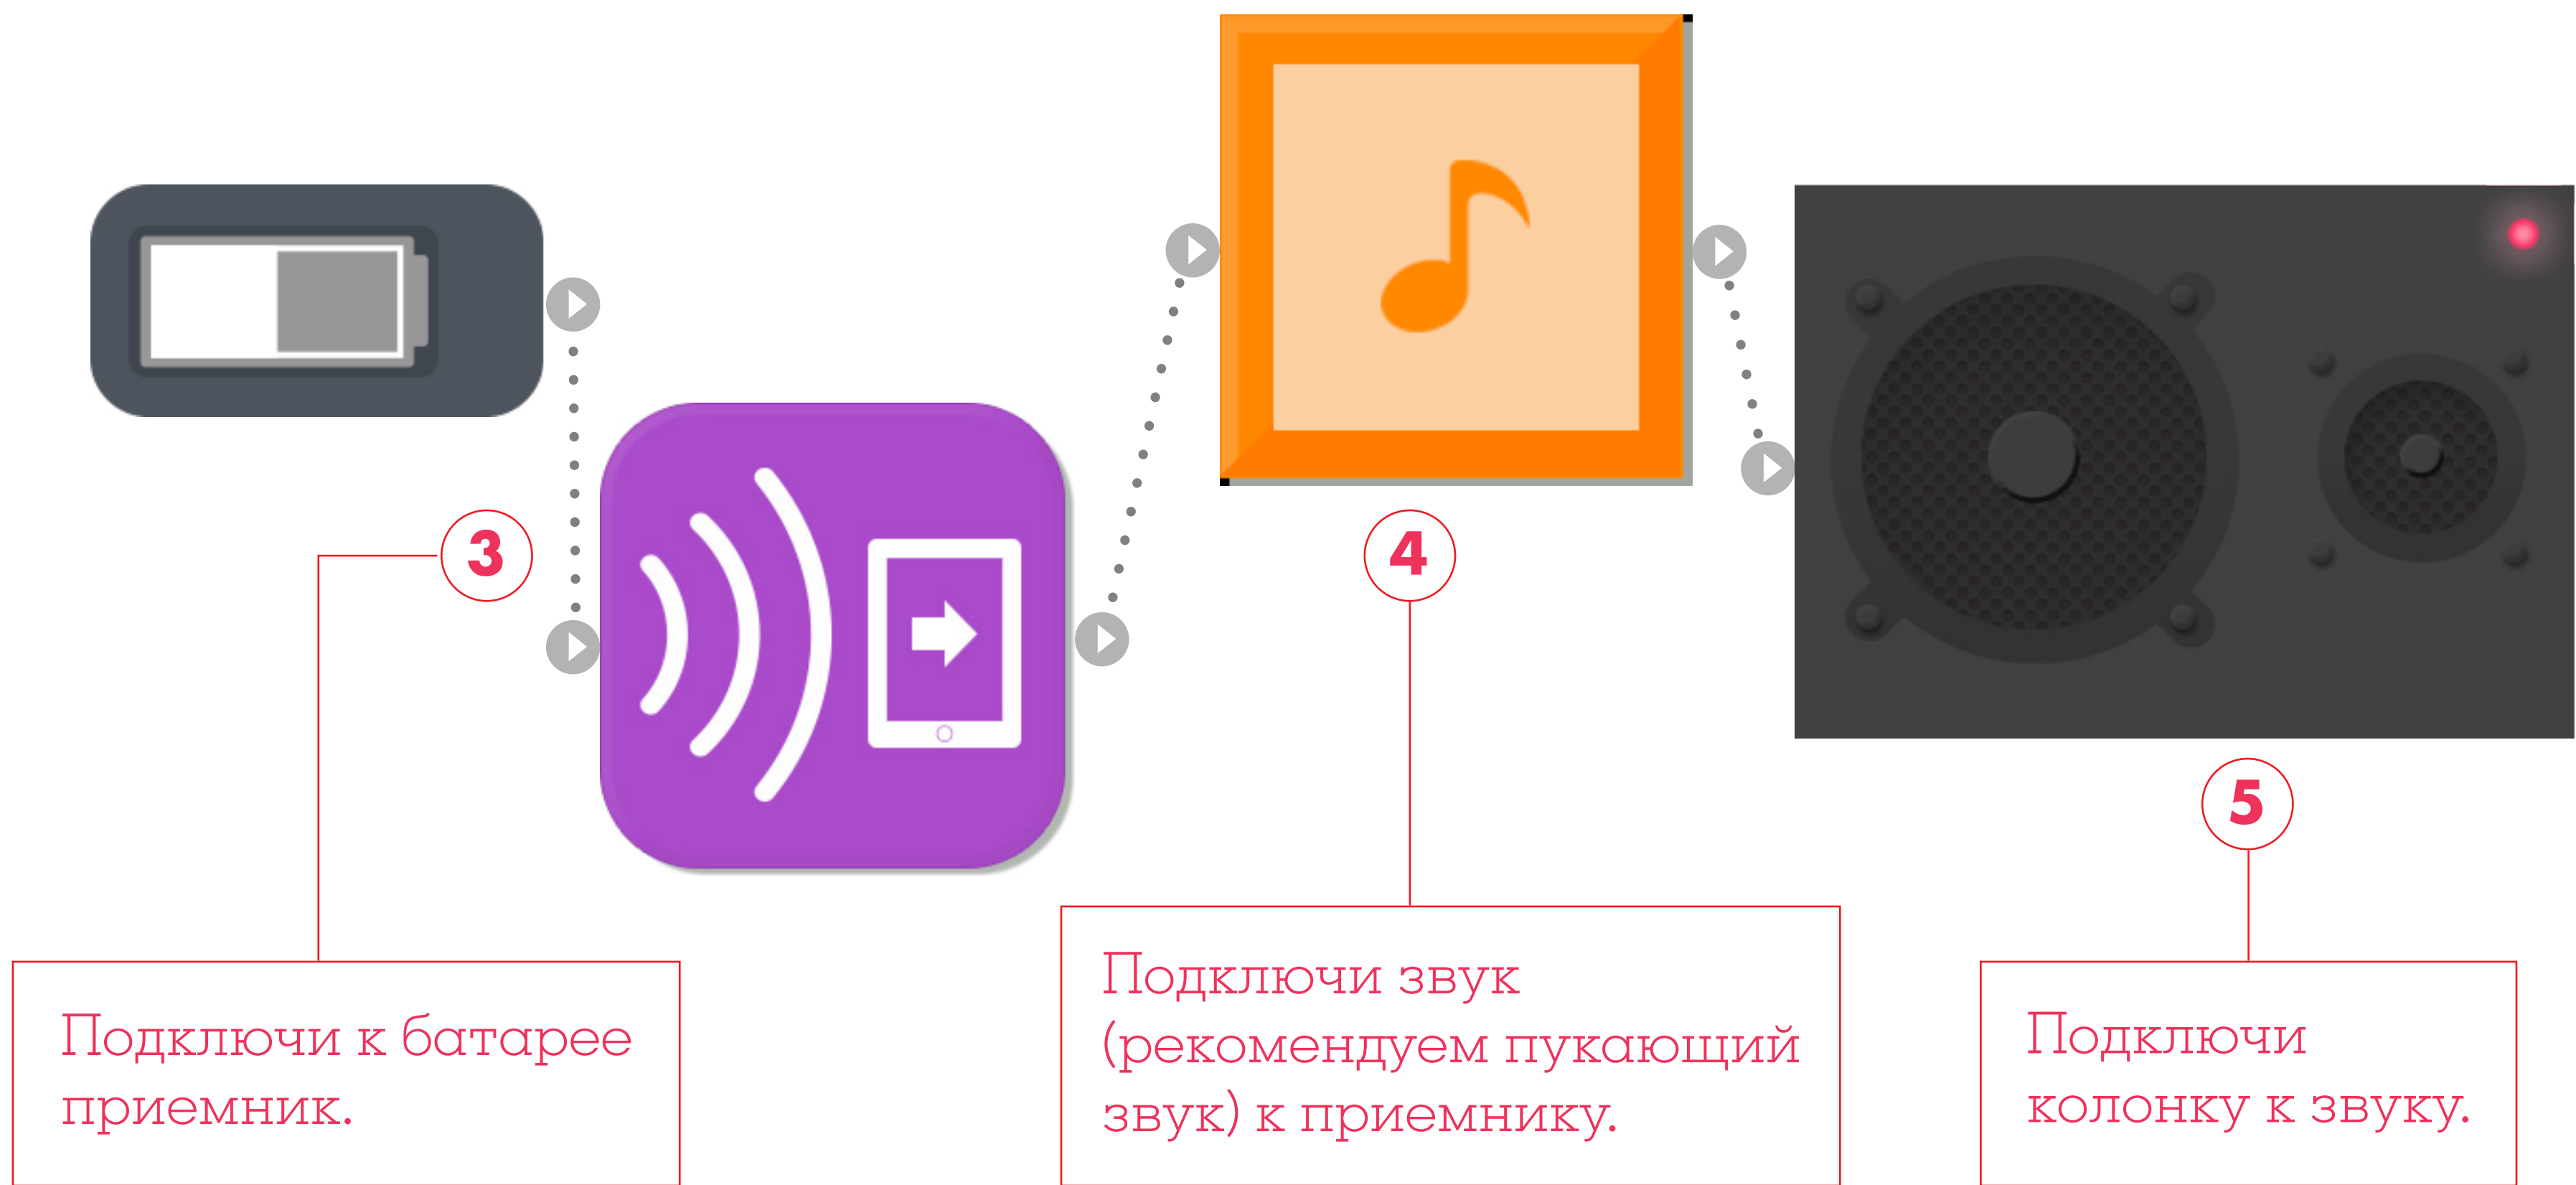 3
4
5
Подключи к батарее
приемник.
Подключи звук
(рекомендуем пукающий
звук) к приемнику.
Подключи
колонку к звуку.